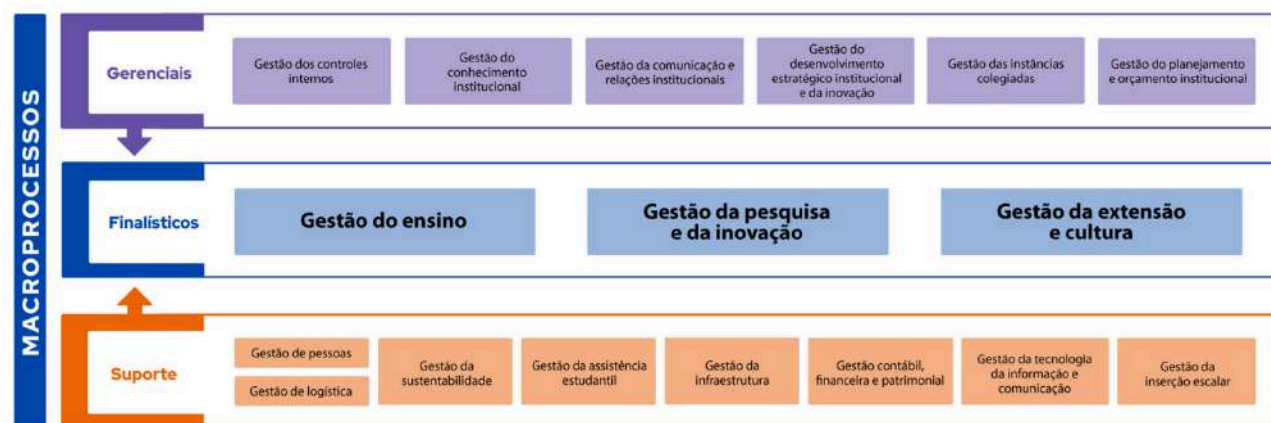 MACROPROCESSOS
Gerenciais
Gestão dos controles
internos
Gestão do
conhecimento
institucional
Gestão da comunicação e
relações institucionais
Gestão do
desenvolvimento
estratégico institucional
e da inovação
Gestão das instâncias
colegiadas
Gestão do planejamento
e orçamento institucional
Finalísticos
Gestão do ensino
Gestão da pesquisa
e da inovação
Gestão da extensão
e cultura
Suporte
Gestão de pessoas
Gestão de logística
Gestão da
sustentabilidade
Gestão da assistência
estudantil
Gestão da
infraestrutura
Gestão contábil,
financeira e patrimonial
Gestão da tecnologia
da informação e
comunicação
Gestão da
inserção escalar